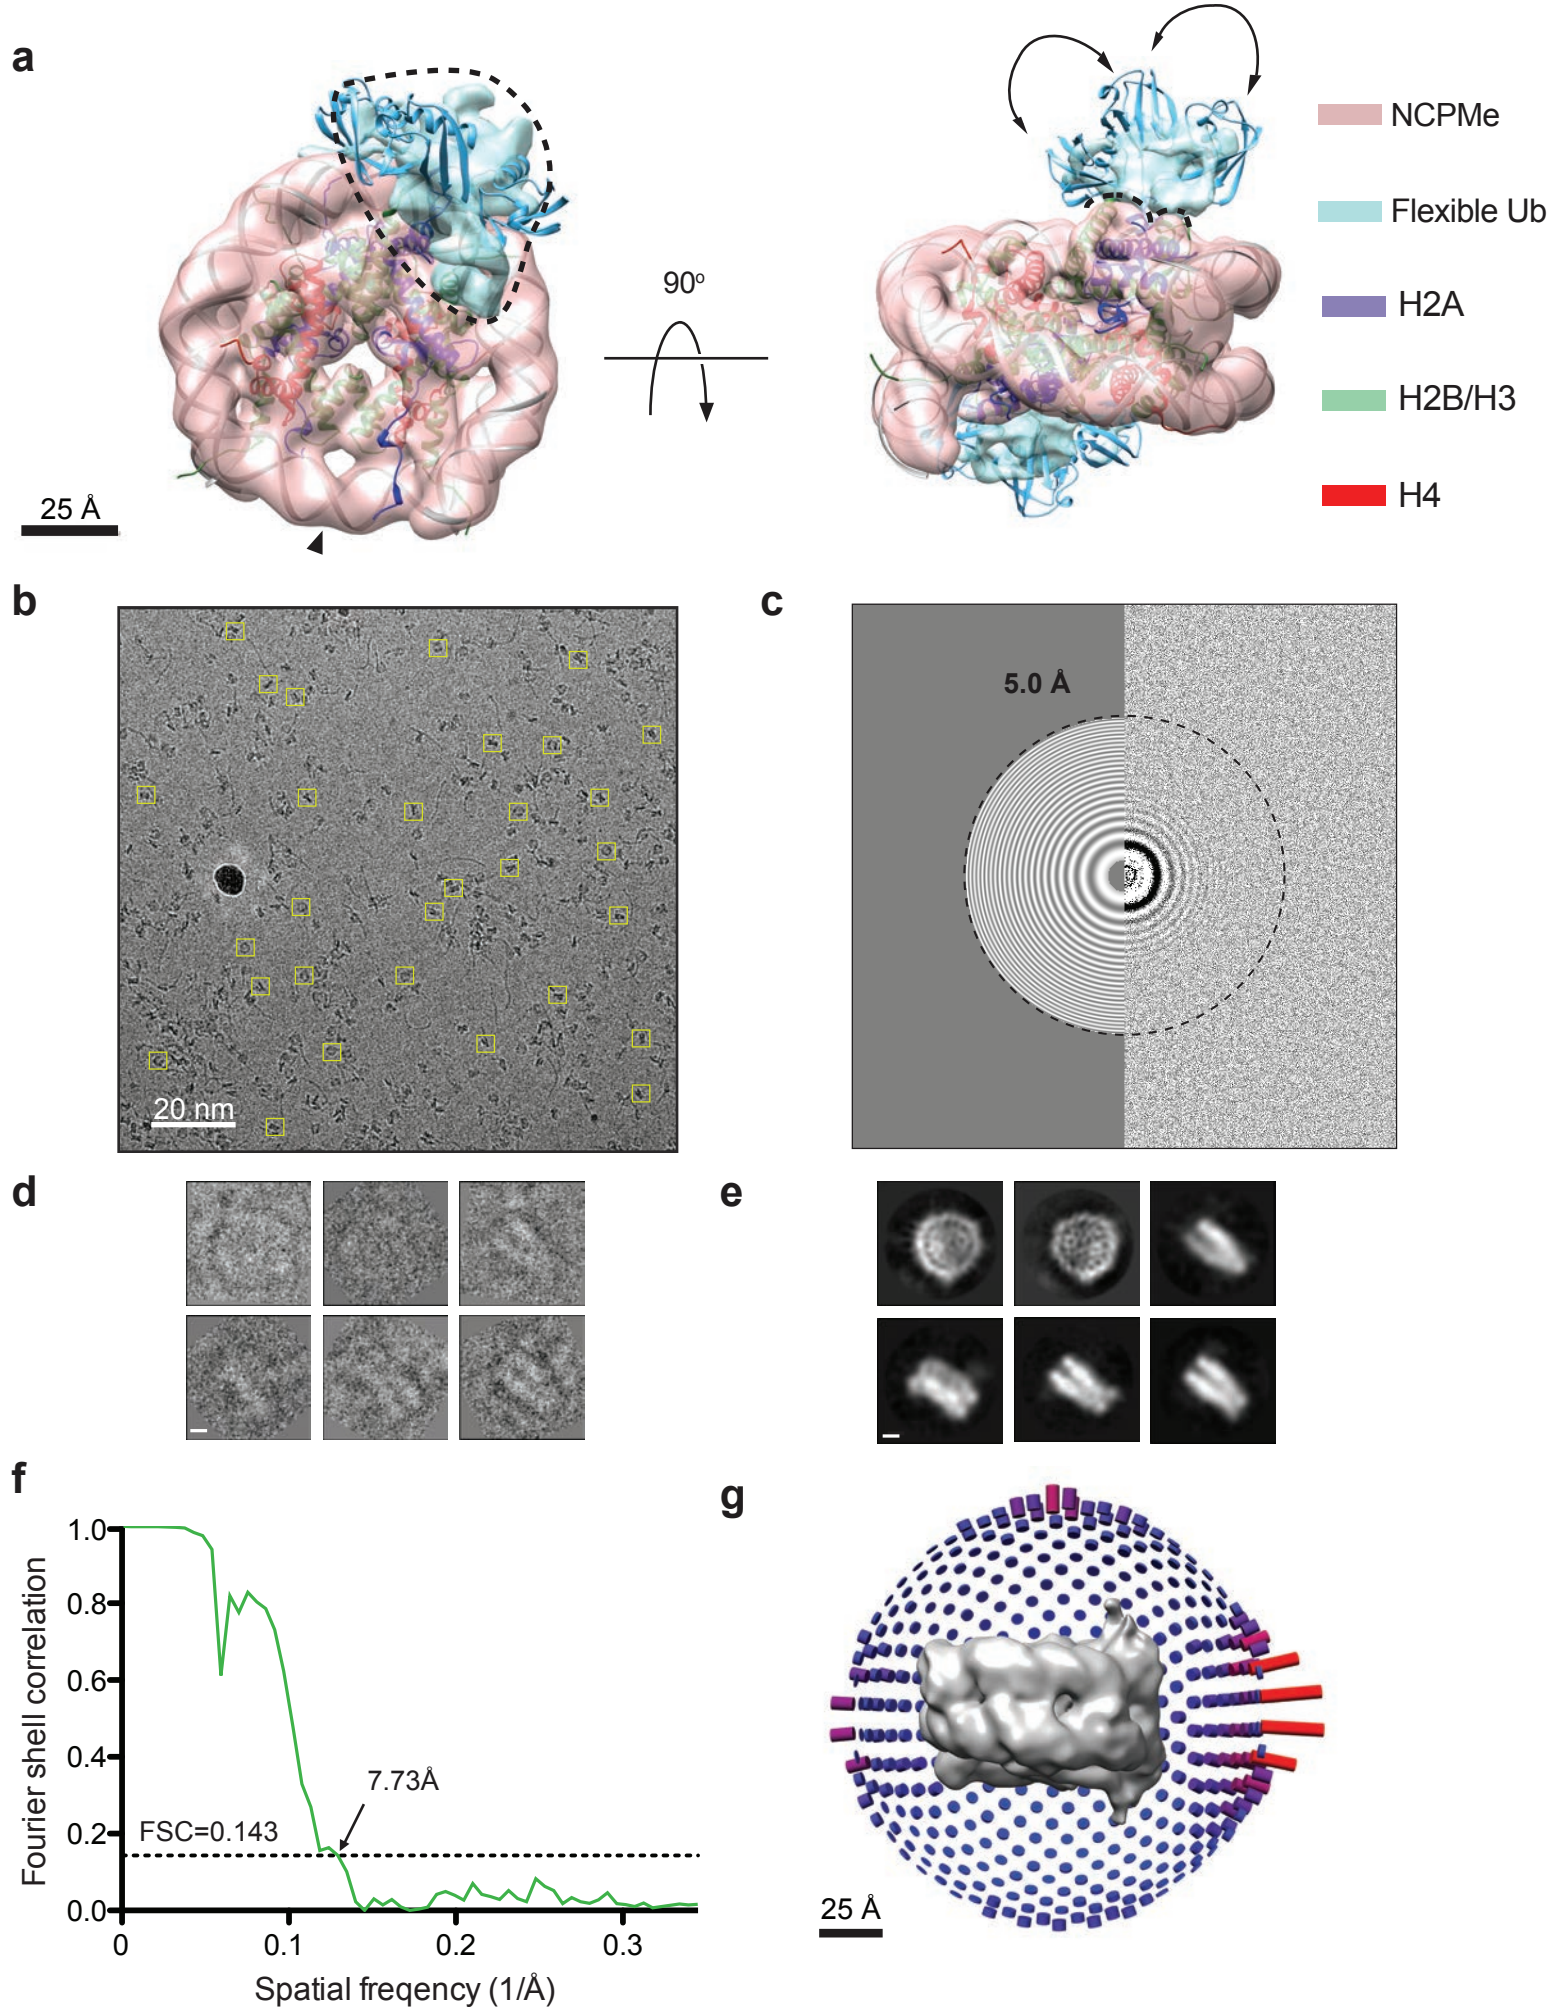 a
NCPMe
Flexible Ub
H2A
H2B/H3
H4
90º
25 Å
b
20 nm
c
5.0 Å
d
e
f
Fourier shell correlation
1.0
0.8
0.6
0.4
0.2
0.0
7.73Å
FSC=0.143
0
0.1
0.2
0.3
Spatial freqency (1/Å)
g
25 Å